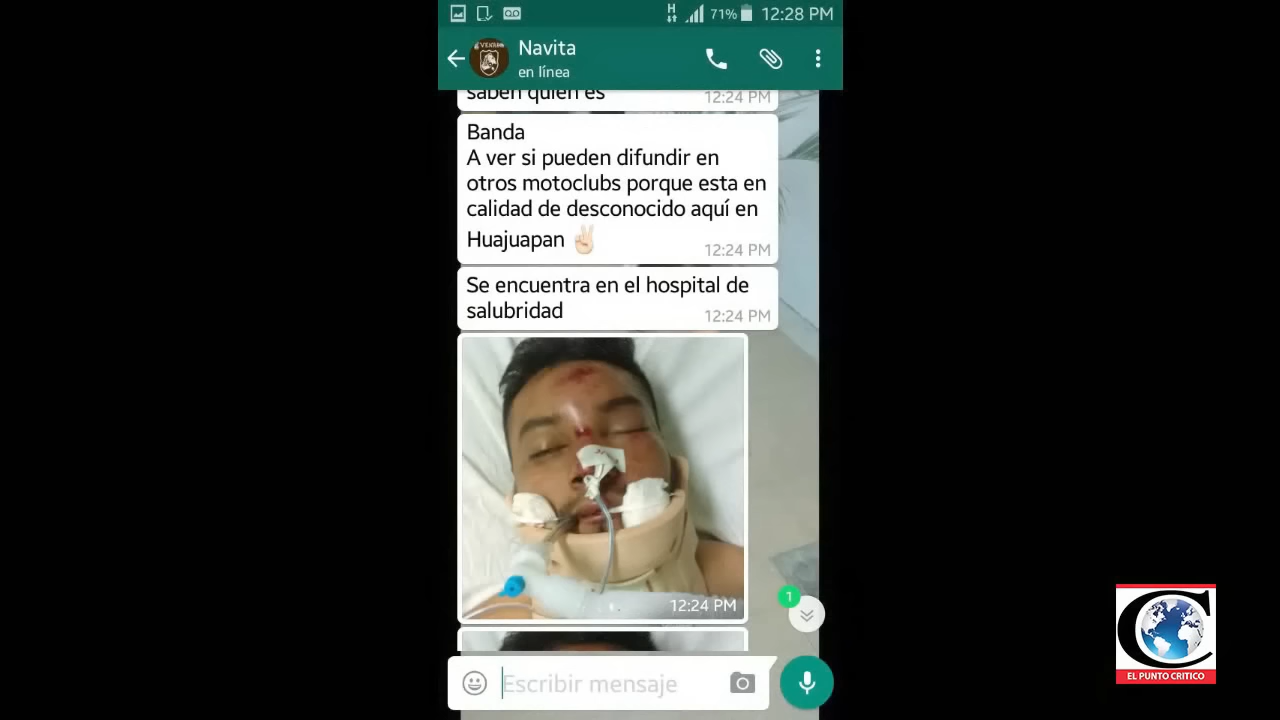 H 71% 12:28 PM
Navita
en línea
saben quien es
12:24 PM
Banda
A ver si pueden difundir en
otros motoclubs porque esta en
calidad de desconocido aquí en
Huajuapan ✌🏻
12:24 PM
Se encuentra en el hospital de
salubridad
12:24 PM
12:24 PM
1
Escribir mensaje
C
EL PUNTO CRITICO